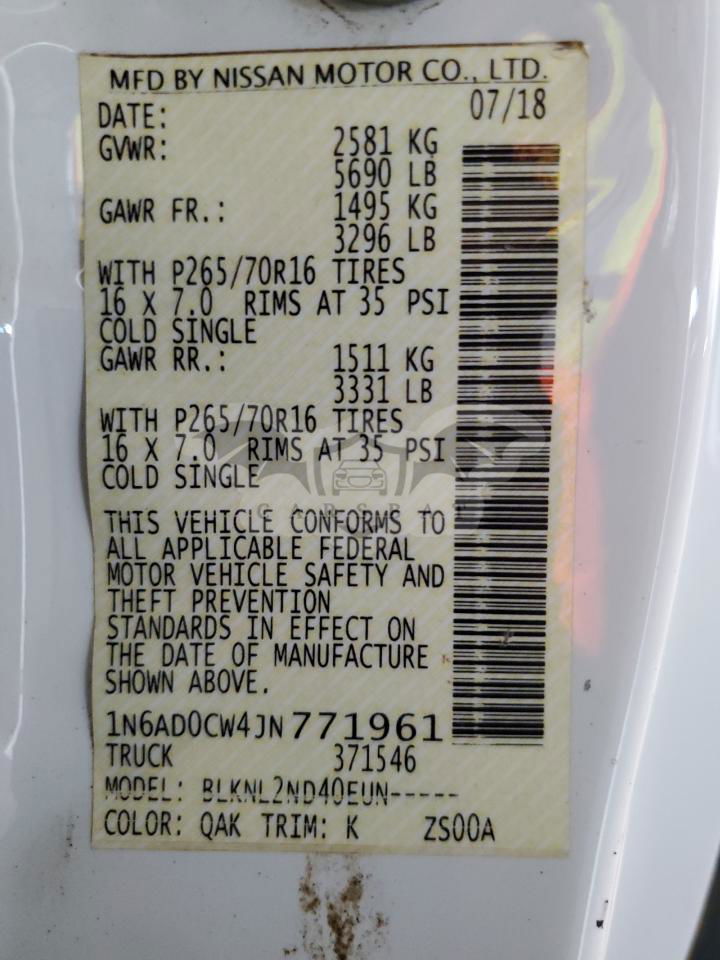 MFD BY NISSAN MOTOR CO., LTD.
DATE: 07/18
GVWR: 2581 KG
5690 LB
GAWR FR.: 1495 KG
3296 LB
WITH P265/70R16 TIRES
16 X 7.0 RIMS AT 35 PSI
COLD SINGLE
GAWR RR.: 1511 KG
3331 LB
WITH P265/70R16 TIRES
16 X 7.0 RIMS AT 35 PSI
COLD SINGLE
THIS VEHICLE CONFORMS TO
ALL APPLICABLE FEDERAL
MOTOR VEHICLE SAFETY AND
THEFT PREVENTION
STANDARDS IN EFFECT ON
THE DATE OF MANUFACTURE
SHOWN ABOVE.
1N6AD0CW4JN771961
TRUCK 371546
MODEL: BLKNL2ND40EUN-----
COLOR: QAK TRIM: K ZS00A